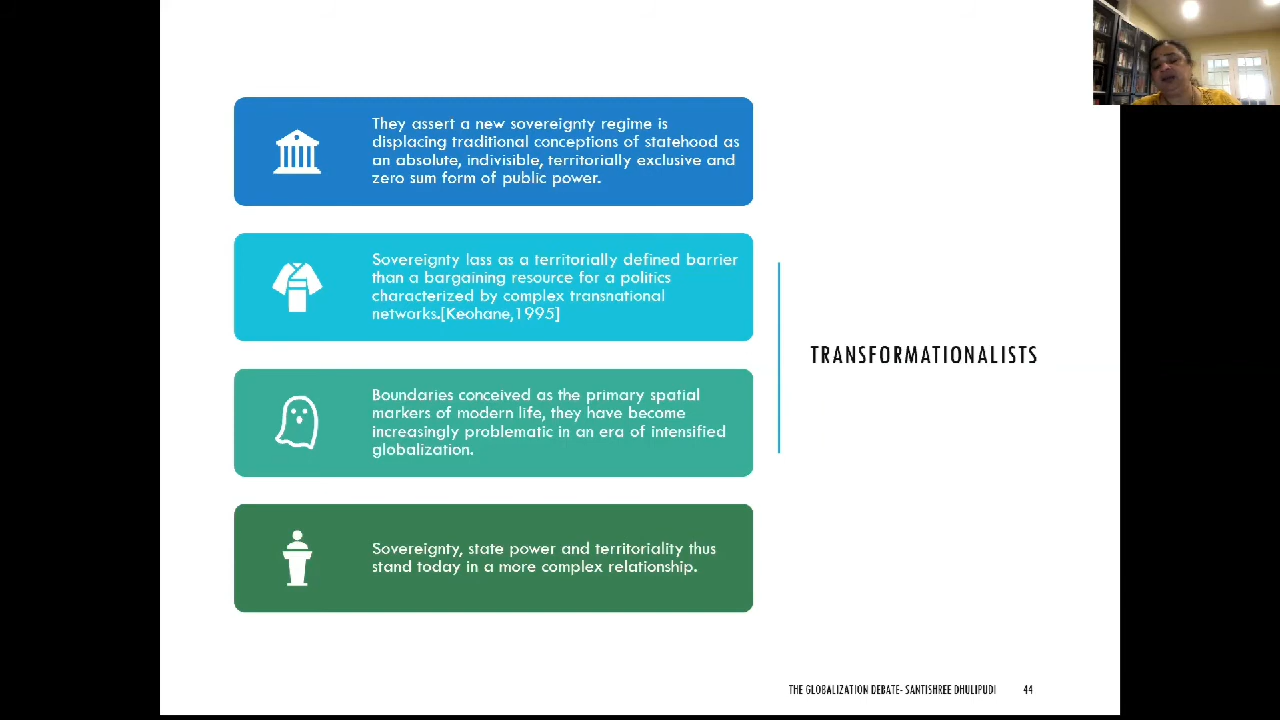 They assert a new sovereignty regime is
displacing traditional conceptions of statehood as
an absolute, indivisible, territorially exclusive and
zero sum form of public power.
Sovereignty lass as a territorially defined barrier
than a bargaining resource for a politics
characterized by complex transnational
networks.[Keohane,1995]
Boundaries conceived as the primary spatial
markers of modern life, they have become
increasingly problematic in an era of intensified
globalization.
Sovereignty, state power and territoriality thus
stand today in a more complex relationship.
TRANSFORMATIONALISTS
THE GLOBALIZATION DEBATE- SANTISHREE DHULIPUDI
44